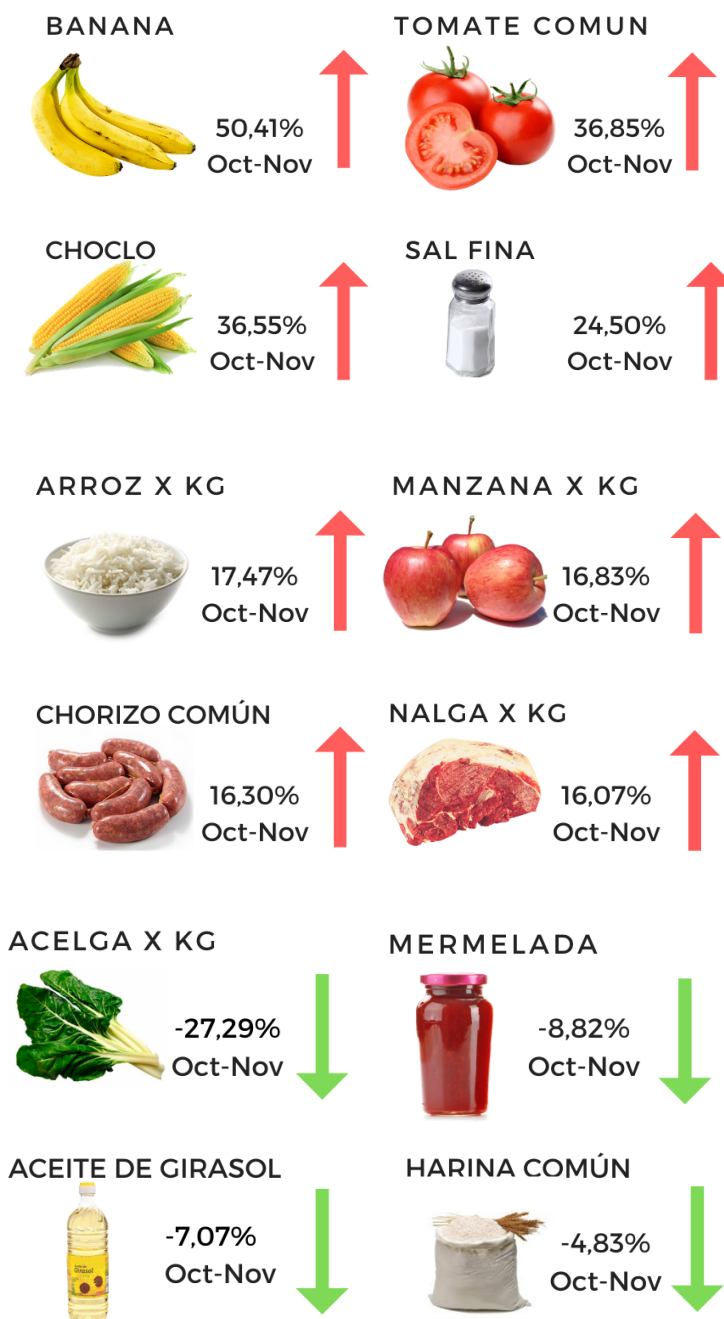 BANANA
50,41%
Oct-Nov
TOMATE COMUN
36,85%
Oct-Nov
CHOCLO
36,55%
Oct-Nov
SAL FINA
24,50%
Oct-Nov
ARROZ X KG
17,47%
Oct-Nov
MANZANA X KG
16,83%
Oct-Nov
CHORIZO COMÚN
16,30%
Oct-Nov
NALGA X KG
16,07%
Oct-Nov
ACELGA X KG
-27,29%
Oct-Nov
MERMELADA
-8,82%
Oct-Nov
ACEITE DE GIRASOL
Girasol
-7,07%
Oct-Nov
HARINA COMÚN
-4,83%
Oct-Nov